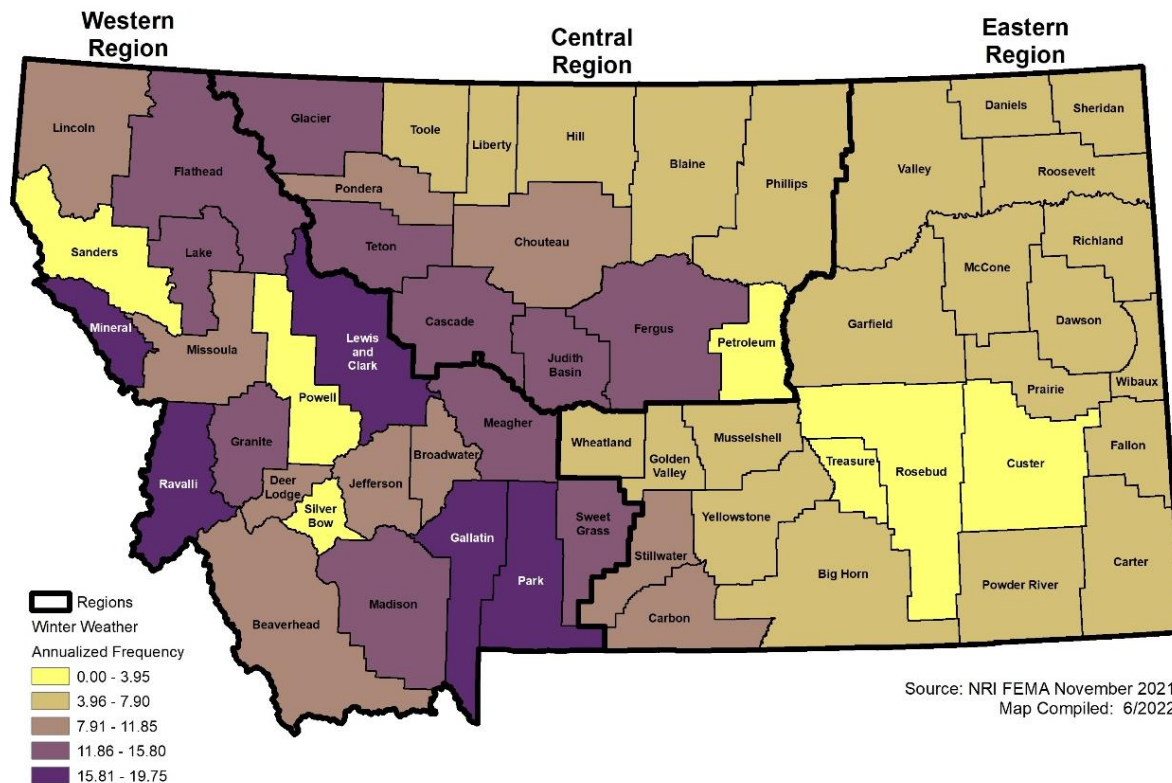 Western
Region
Central
Region
Eastern
Region
Lincoln
Flathead
Glacier
Toole
Liberty
Hill
Blaine
Phillips
Valley
Daniels
Sheridan
Roosevelt
Pondera
Sanders
Lake
Teton
Chouteau
Richland
McCone
Mineral
Missoula
Powell
Lewis
and
Clark
Cascade
Judith
Basin
Fergus
Petroleum
Garfield
Dawson
Prairie
Wibaux
Ravalli
Granite
Deer
Lodge
Silver
Bow
Jefferson
Broadwater
Meagher
Wheatland
Golden
Valley
Musselshell
Treasure
Rosebud
Custer
Fallon
Beaverhead
Madison
Gallatin
Park
Sweet
Grass
Stillwater
Carbon
Yellowstone
Big Horn
Powder River
Carter
Regions
Winter Weather
Annualized Frequency
0.00 - 3.95
3.96 - 7.90
7.91 - 11.85
11.86 - 15.80
15.81 - 19.75
Source: NRI FEMA November 2021
Map Compiled: 6/2022